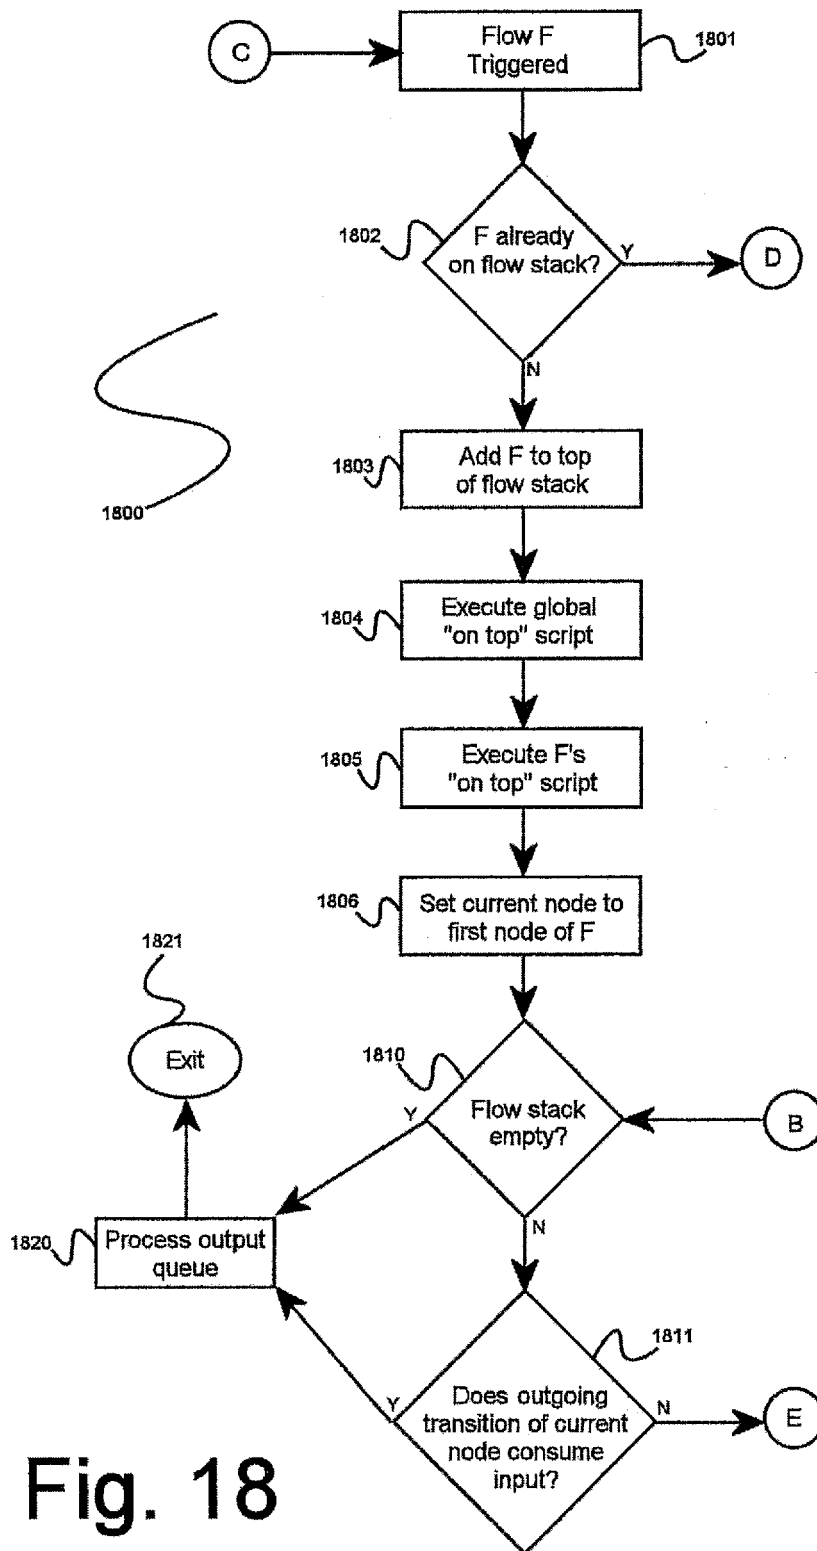 C
Flow F
Triggered
1801
1802
F already
on flow stack?
Y
D
N
1800
1803
Add F to top
of flow stack
1804
Execute global
"on top" script
1805
Execute F's
"on top" script
1806
Set current node to
first node of F
1821
Exit
1810
Y
Flow stack
empty?
B
N
1820
Process output
queue
1811
Y
Does outgoing
transition of current
node consume
input?
N
E
Fig. 18